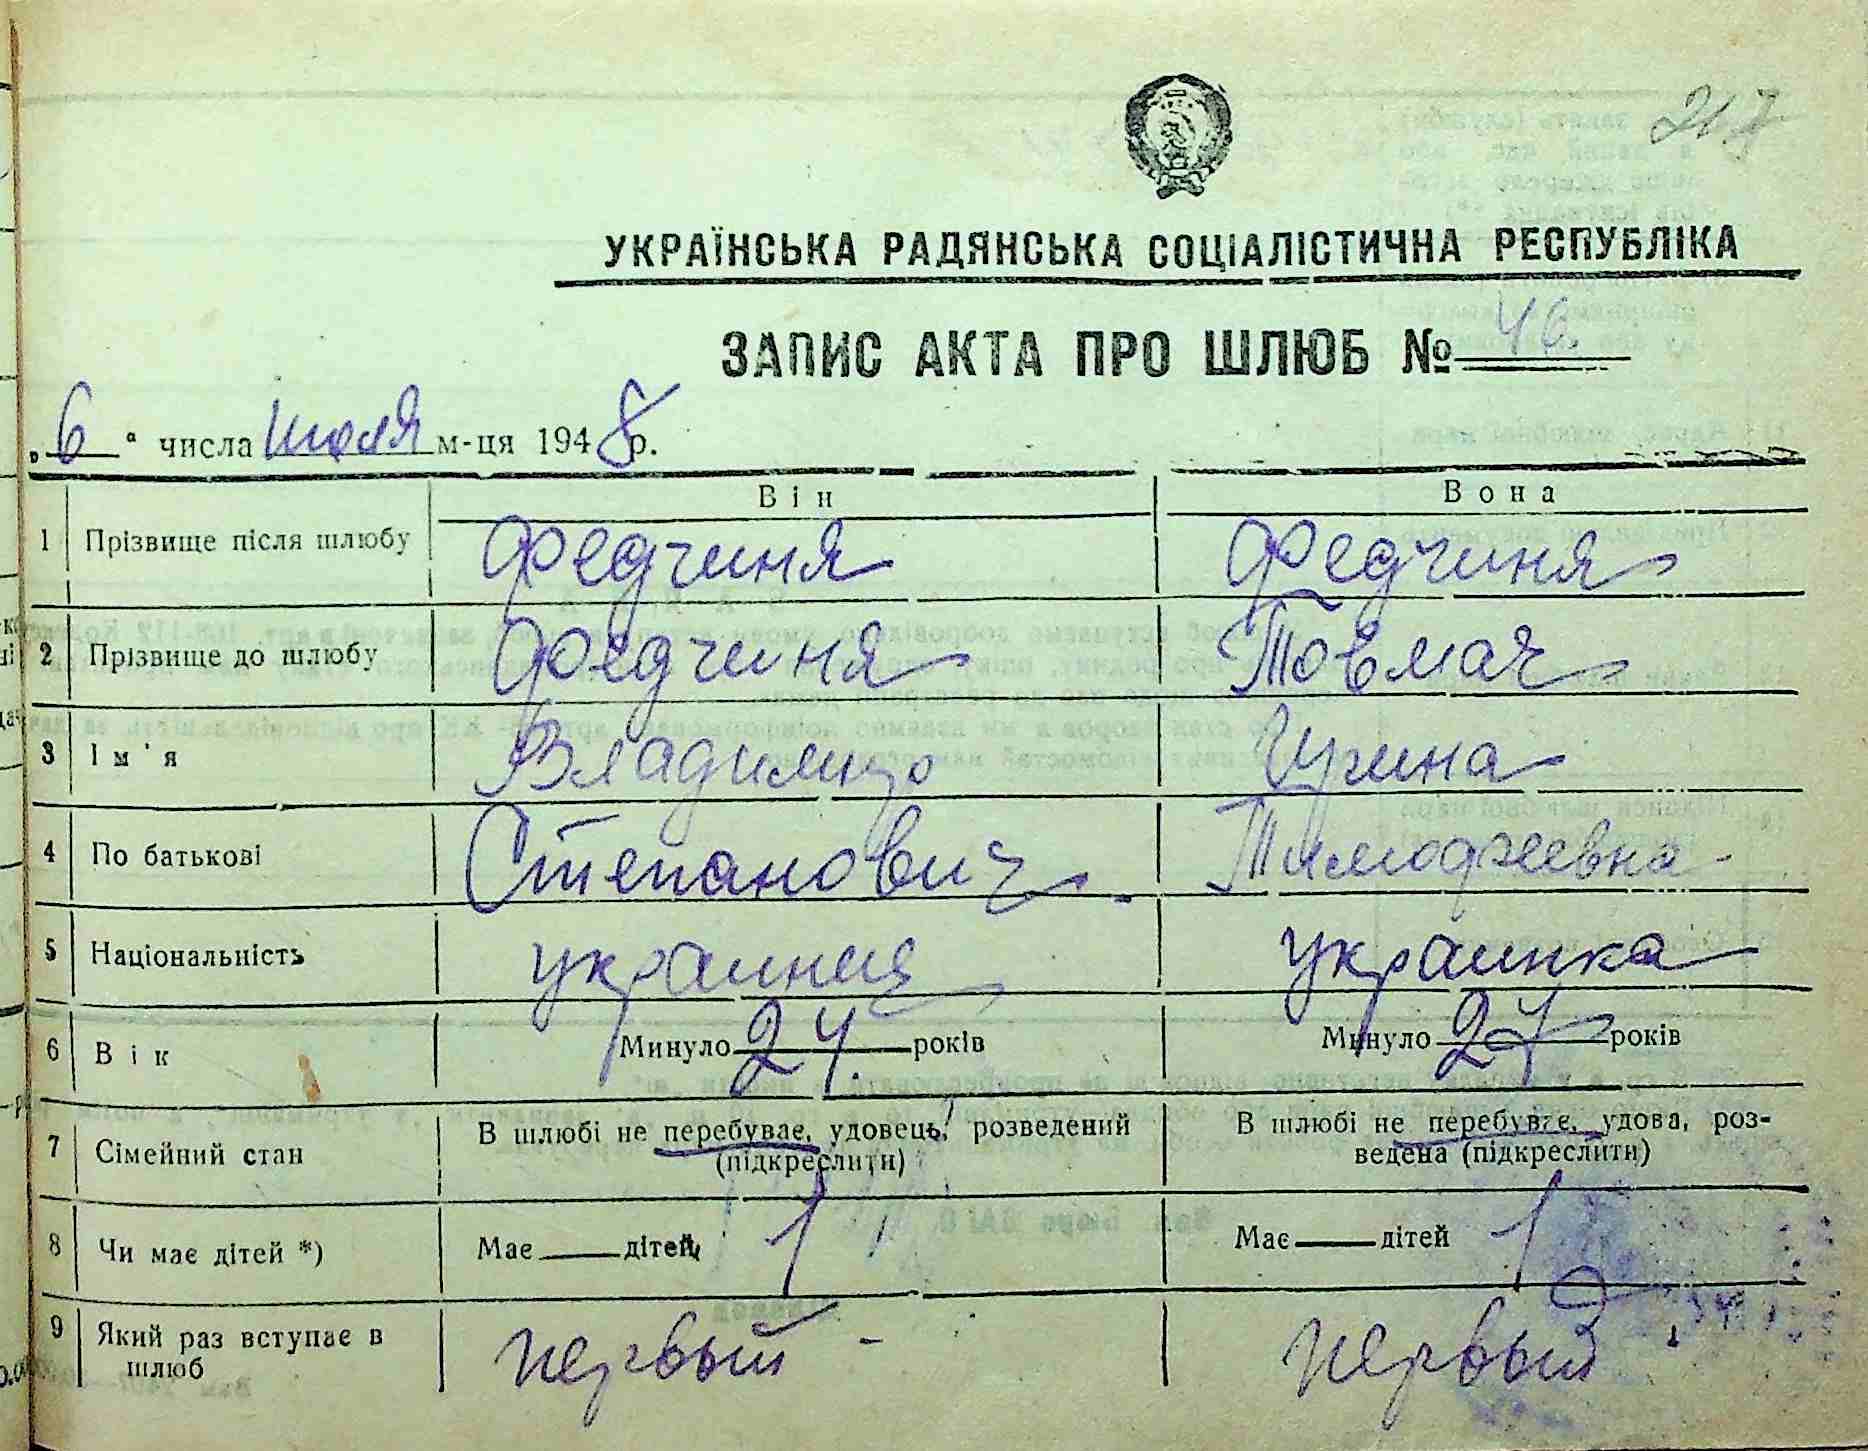 217
УКРАЇНСЬКА РАДЯНСЬКА СОЦІАЛІСТИЧНА РЕСПУБЛІКА
ЗАПИС АКТА ПРО ШЛЮБ № 46
„6“ числа июля м-ця 1948 р.
Він Вона
1 Прізвище після шлюбу Федчиня Федчиня
2 Прізвище до шлюбу Федчиня Товмач
3 Ім'я Владимир
4 По батькові Степанович Тимофеевна
5 Національність украинец украинка
6 Вік Минуло 24 років Минуло 27 років
7 Сімейний стан В шлюбі не перебуває, удовець, розведений (підкреслити) В шлюбі не перебуває, удова, роз-
ведена (підкреслити)
8 Чи має дітей *) Має — дітей 1 Має — дітей 1
9 Який раз вступає в шлюб первый первый